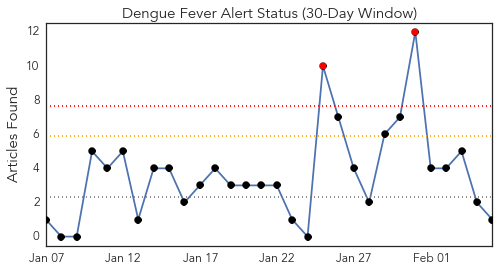 Dengue Fever Alert Status (30-Day Window)
Articles Found
12
10
8
6
4
2
0
Jan 07 Jan 12 Jan 17 Jan 22 Jan 27 Feb 01